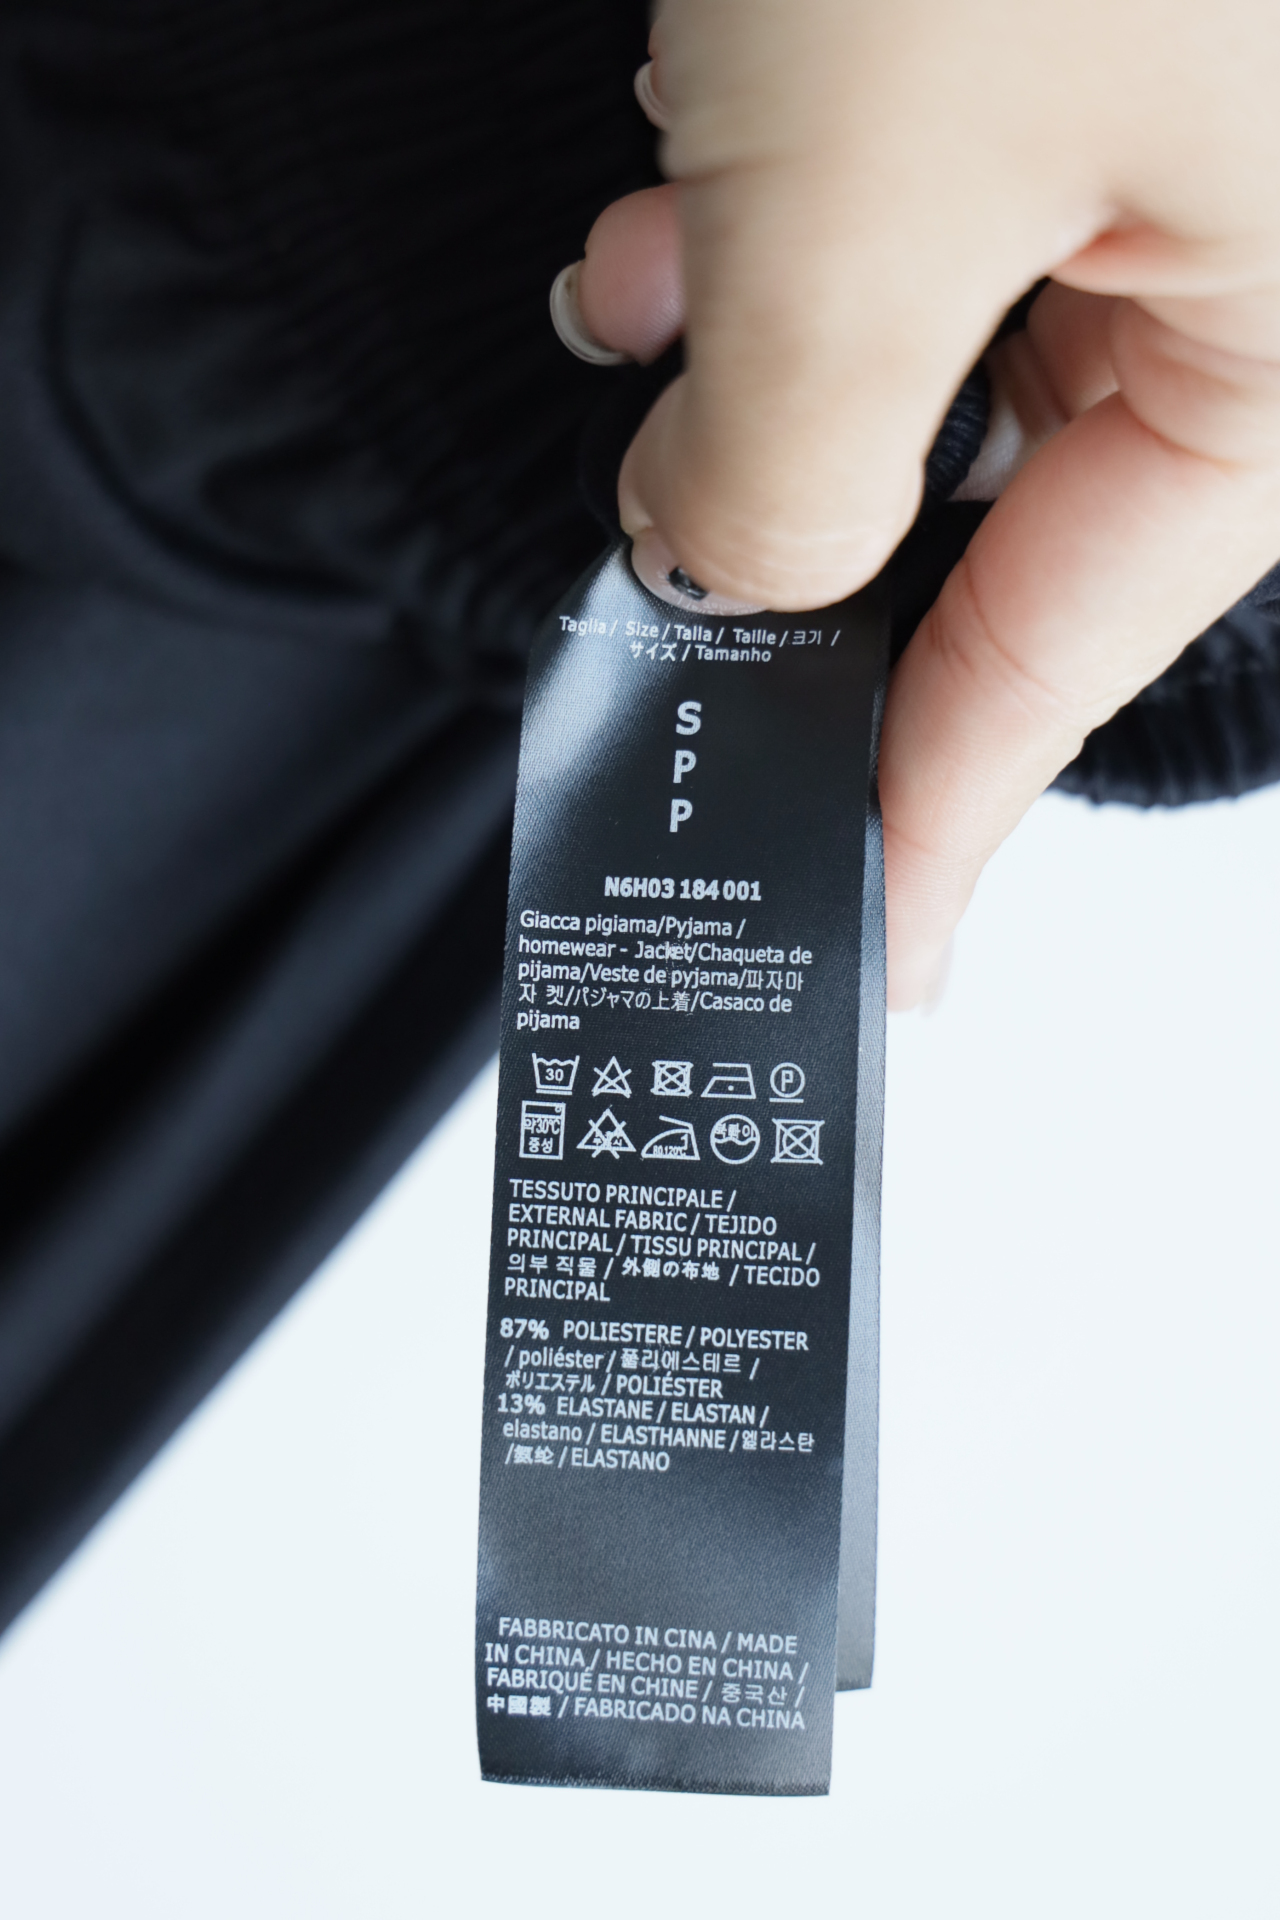 Taglia / Size / Talla / Taille / 크기 /
サイズ / Tamanho
S
P
P
N6H03 184 001
Giacca pigiama/Pyjama /
homewear - Jacket/Chaqueta de
pijama/Veste de pyjama/파자마
자 켓/パジャマの上着/Casaco de
pijama
30 P
약30℃ 중성 80,120℃
TESSUTO PRINCIPALE /
EXTERNAL FABRIC / TEJIDO
PRINCIPAL / TISSU PRINCIPAL /
의부 직물 / 外側の布地 / TECIDO
PRINCIPAL
87% POLIESTERE / POLYESTER
/ poliéster / 폴리에스테르 /
ポリエステル / POLIÉSTER
13% ELASTANE / ELASTAN /
elastano / ELASTHANNE / 엘라스탄
/氨纶 / ELASTANO
FABBRICATO IN CINA / MADE
IN CHINA / HECHO EN CHINA /
FABRIQUÉ EN CHINE / 중국산 /
中國製 / FABRICADO NA CHINA